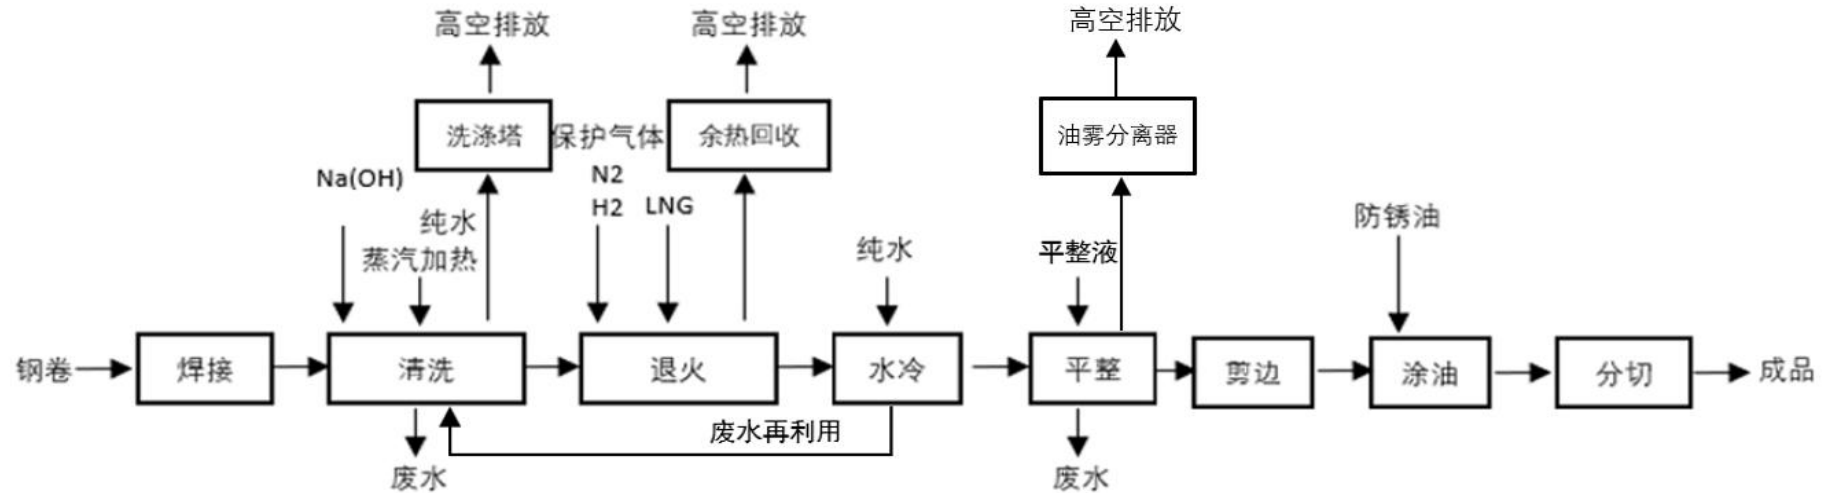 高空排放
高空排放
高空排放
洗涤塔
保护气体
余热回收
油雾分离器
Na(OH)
N2
H2
LNG
纯水
蒸汽加热
纯水
平整液
防锈油
钢卷
焊接
清洗
退火
水冷
平整
剪边
涂油
分切
成品
废水再利用
废水
废水